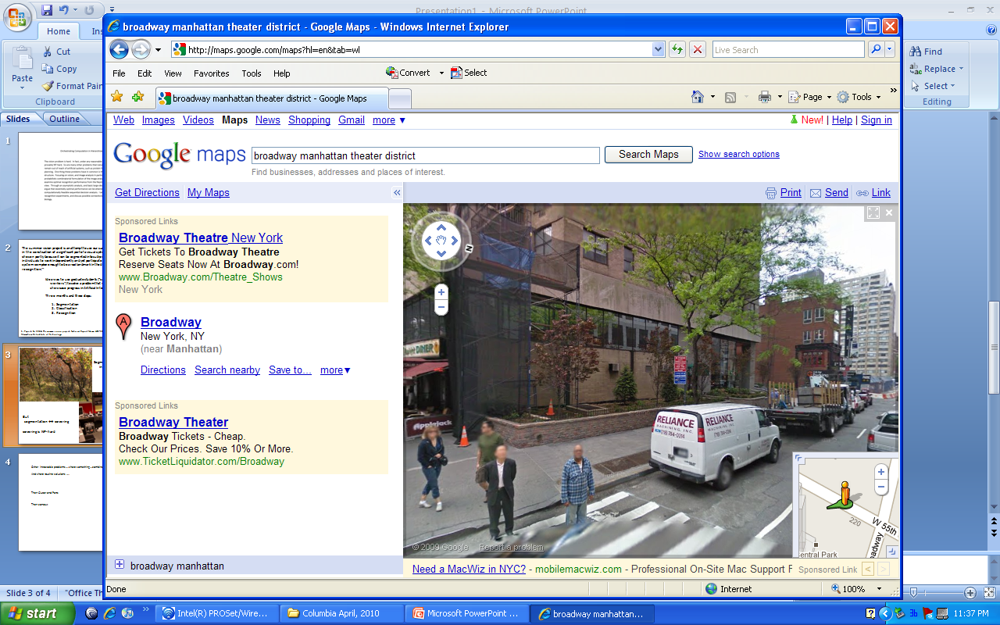 Presentation1 - Microsoft PowerPoint
broadway manhattan theater district - Google Maps - Windows Internet Explorer
http://maps.google.com/maps?hl=en&tab=wl
Live Search
File Edit View Favorites Tools Help
Convert Select
broadway manhattan theater district - Google Maps
Page Tools
Home
Cut
Copy
Format
Paste
Clipboard
Find
Replace
Select
Editing
Slides Outline
1
2
3
4
Web Images Videos Maps News Shopping Gmail more ▼
New! | Help | Sign in
Google maps
broadway manhattan theater district
Search Maps
Show search options
Find businesses, addresses and places of interest.
Get Directions My Maps
«
Print Send Link
Sponsored Links
Broadway Theatre New York
Get Tickets To Broadway Theatre
Reserve Seats Now At Broadway.com!
www.Broadway.com/Theatre_Shows
New York
A
Broadway
New York, NY
(near Manhattan)
Directions Search nearby Save to... more▼
Sponsored Links
Broadway Theater
Broadway Tickets - Cheap.
Check Our Prices. Save 10% Or More.
www.TicketLiquidator.com/Broadway
broadway manhattan
N
DINER
Applejack
RELIANCE
MACHINING, INC.
(718) 784-0314
RELIANCE
MACHINING INC.
© 2009 Google Report a problem
220
W 55th
Need a MacWiz in NYC? - mobilemacwiz.com - Professional On-Site Mac Support F
Sponsored Link
Done
Internet
100%
Slide 3 of 4
"Office Th
start
Intel(R) PROSet/Wire...
Columbia April, 2010
Microsoft PowerPoint ...
broadway manhattan...
11:37 PM